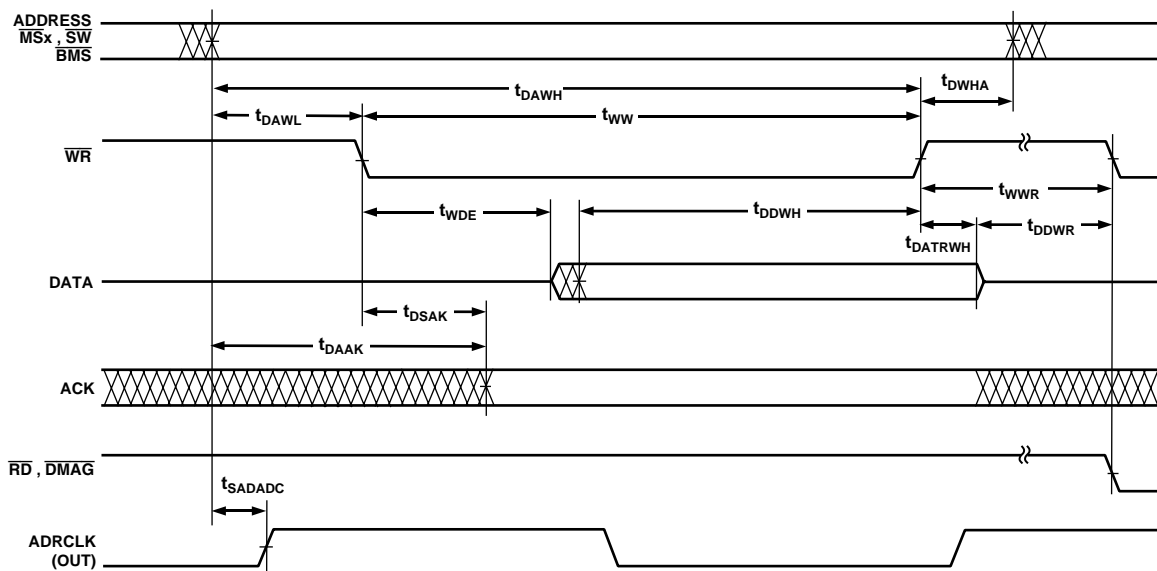 ADDRESS
MSx , SW
BMS
tDAWH
tDWHA
tDAWL
tWW
WR
tWWR
tWDE
tDDWH
tDATRWH
tDDWR
DATA
tDSAK
tDAAK
ACK
RD , DMAG
tSADADC
ADRCLK
(OUT)